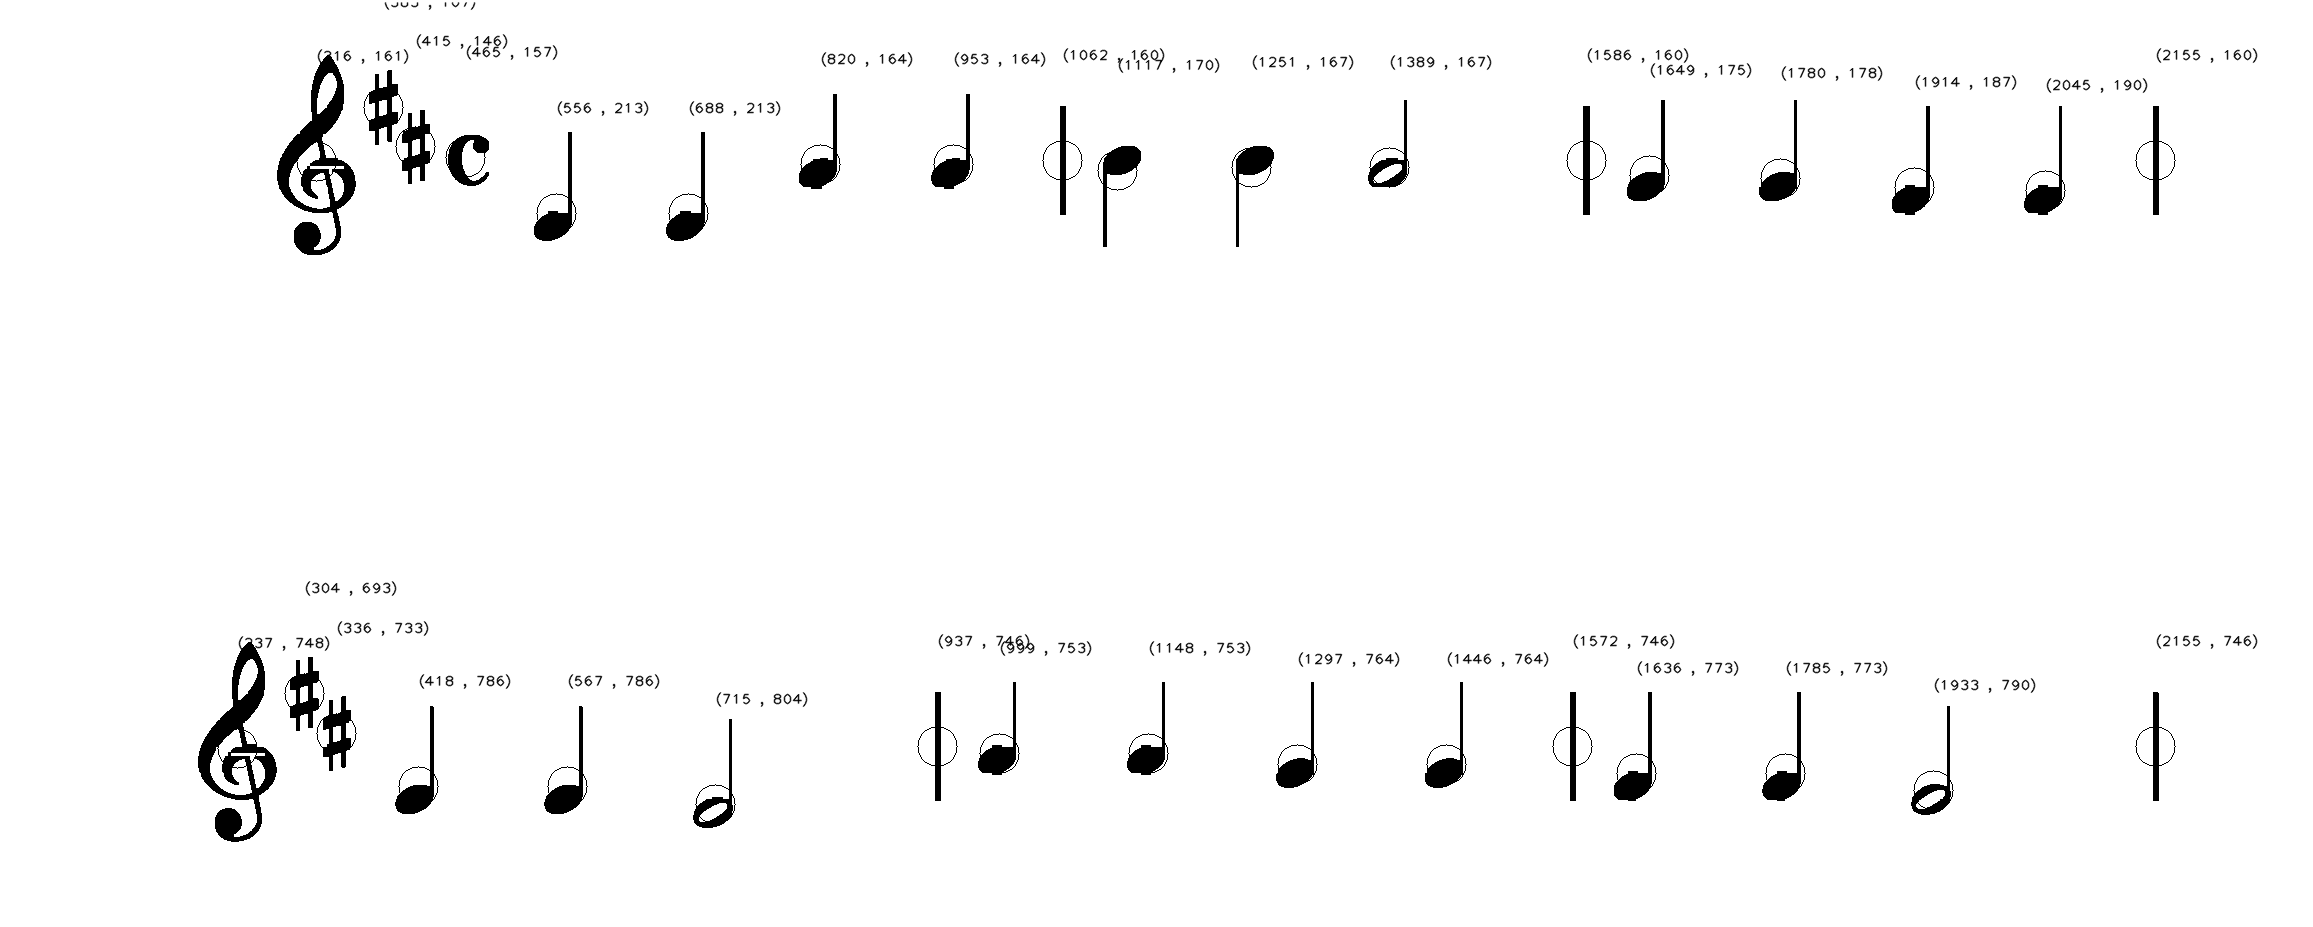 (415 , 146)
(316 , 161)
(465 , 157)
(556 , 213)
(688 , 213)
(820 , 164)
(953 , 164)
(1062 , 160)
(1117 , 170)
(1251 , 167)
(1389 , 167)
(1586 , 160)
(1649 , 175)
(1780 , 178)
(1914 , 187)
(2045 , 190)
(2155 , 160)
(304 , 693)
(237 , 748)
(336 , 733)
(418 , 786)
(567 , 786)
(715 , 804)
(937 , 746)
(999 , 753)
(1148 , 753)
(1297 , 764)
(1446 , 764)
(1572 , 746)
(1636 , 773)
(1785 , 773)
(1933 , 790)
(2155 , 746)